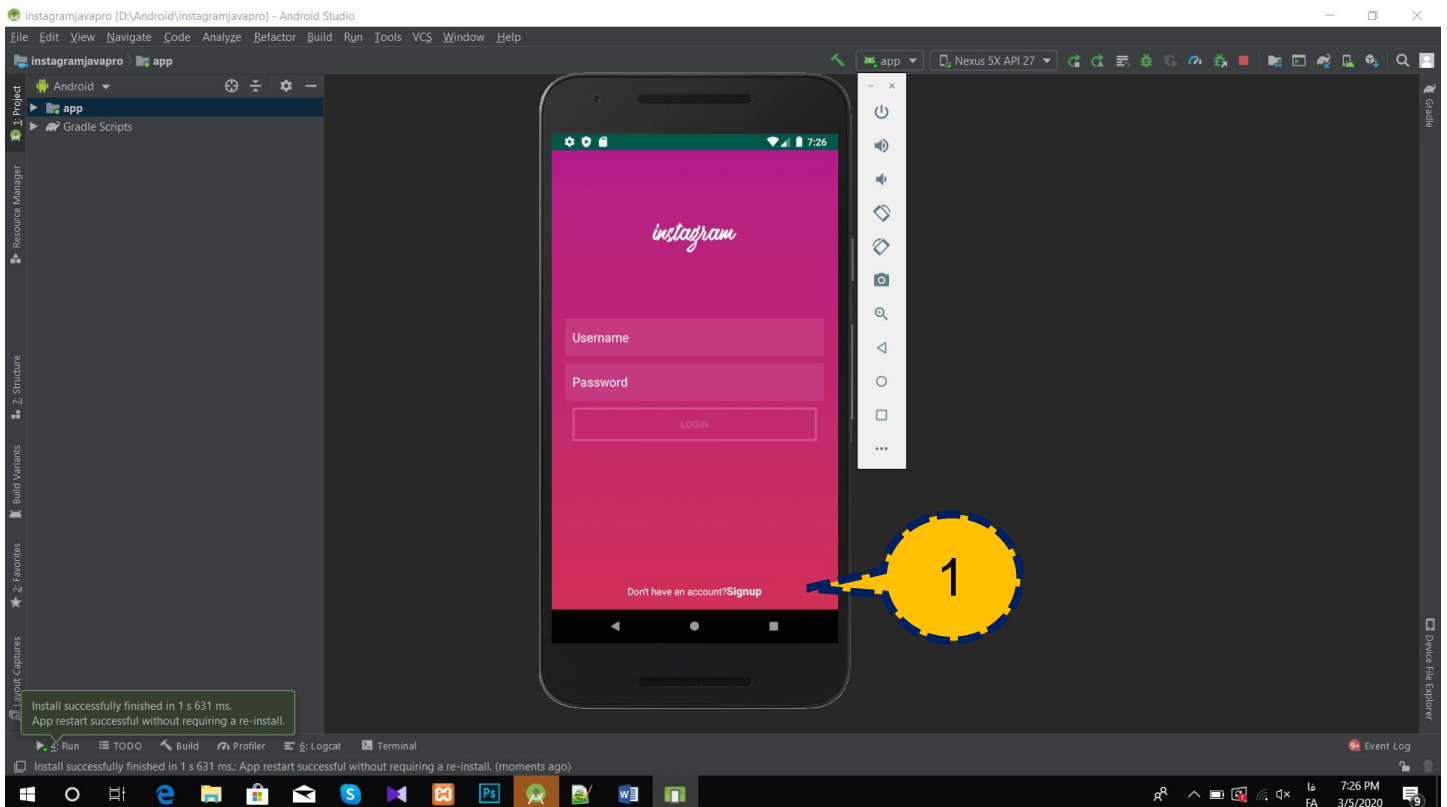 instagramjavapro [D:\Android\instagramjavapro] - Android Studio
File Edit View Navigate Code Analyze Refactor Build Run Tools VCS Window Help
instagramjavapro app
app Nexus 5X API 27
1: Project
Resource Manager
Z: Structure
Build Variants
2: Favorites
Layout Captures
Android
app
Gradle Scripts
7:26
instagram
Username
Password
LOGIN
Don't have an account?Signup
1
Gradle
Device File Explorer
Install successfully finished in 1 s 631 ms.
App restart successful without requiring a re-install.
4: Run TODO Build Profiler 6: Logcat Terminal
9+ Event Log
Install successfully finished in 1 s 631 ms.: App restart successful without requiring a re-install. (moments ago)
Ps
فا
FA
7:26 PM
3/5/2020
9